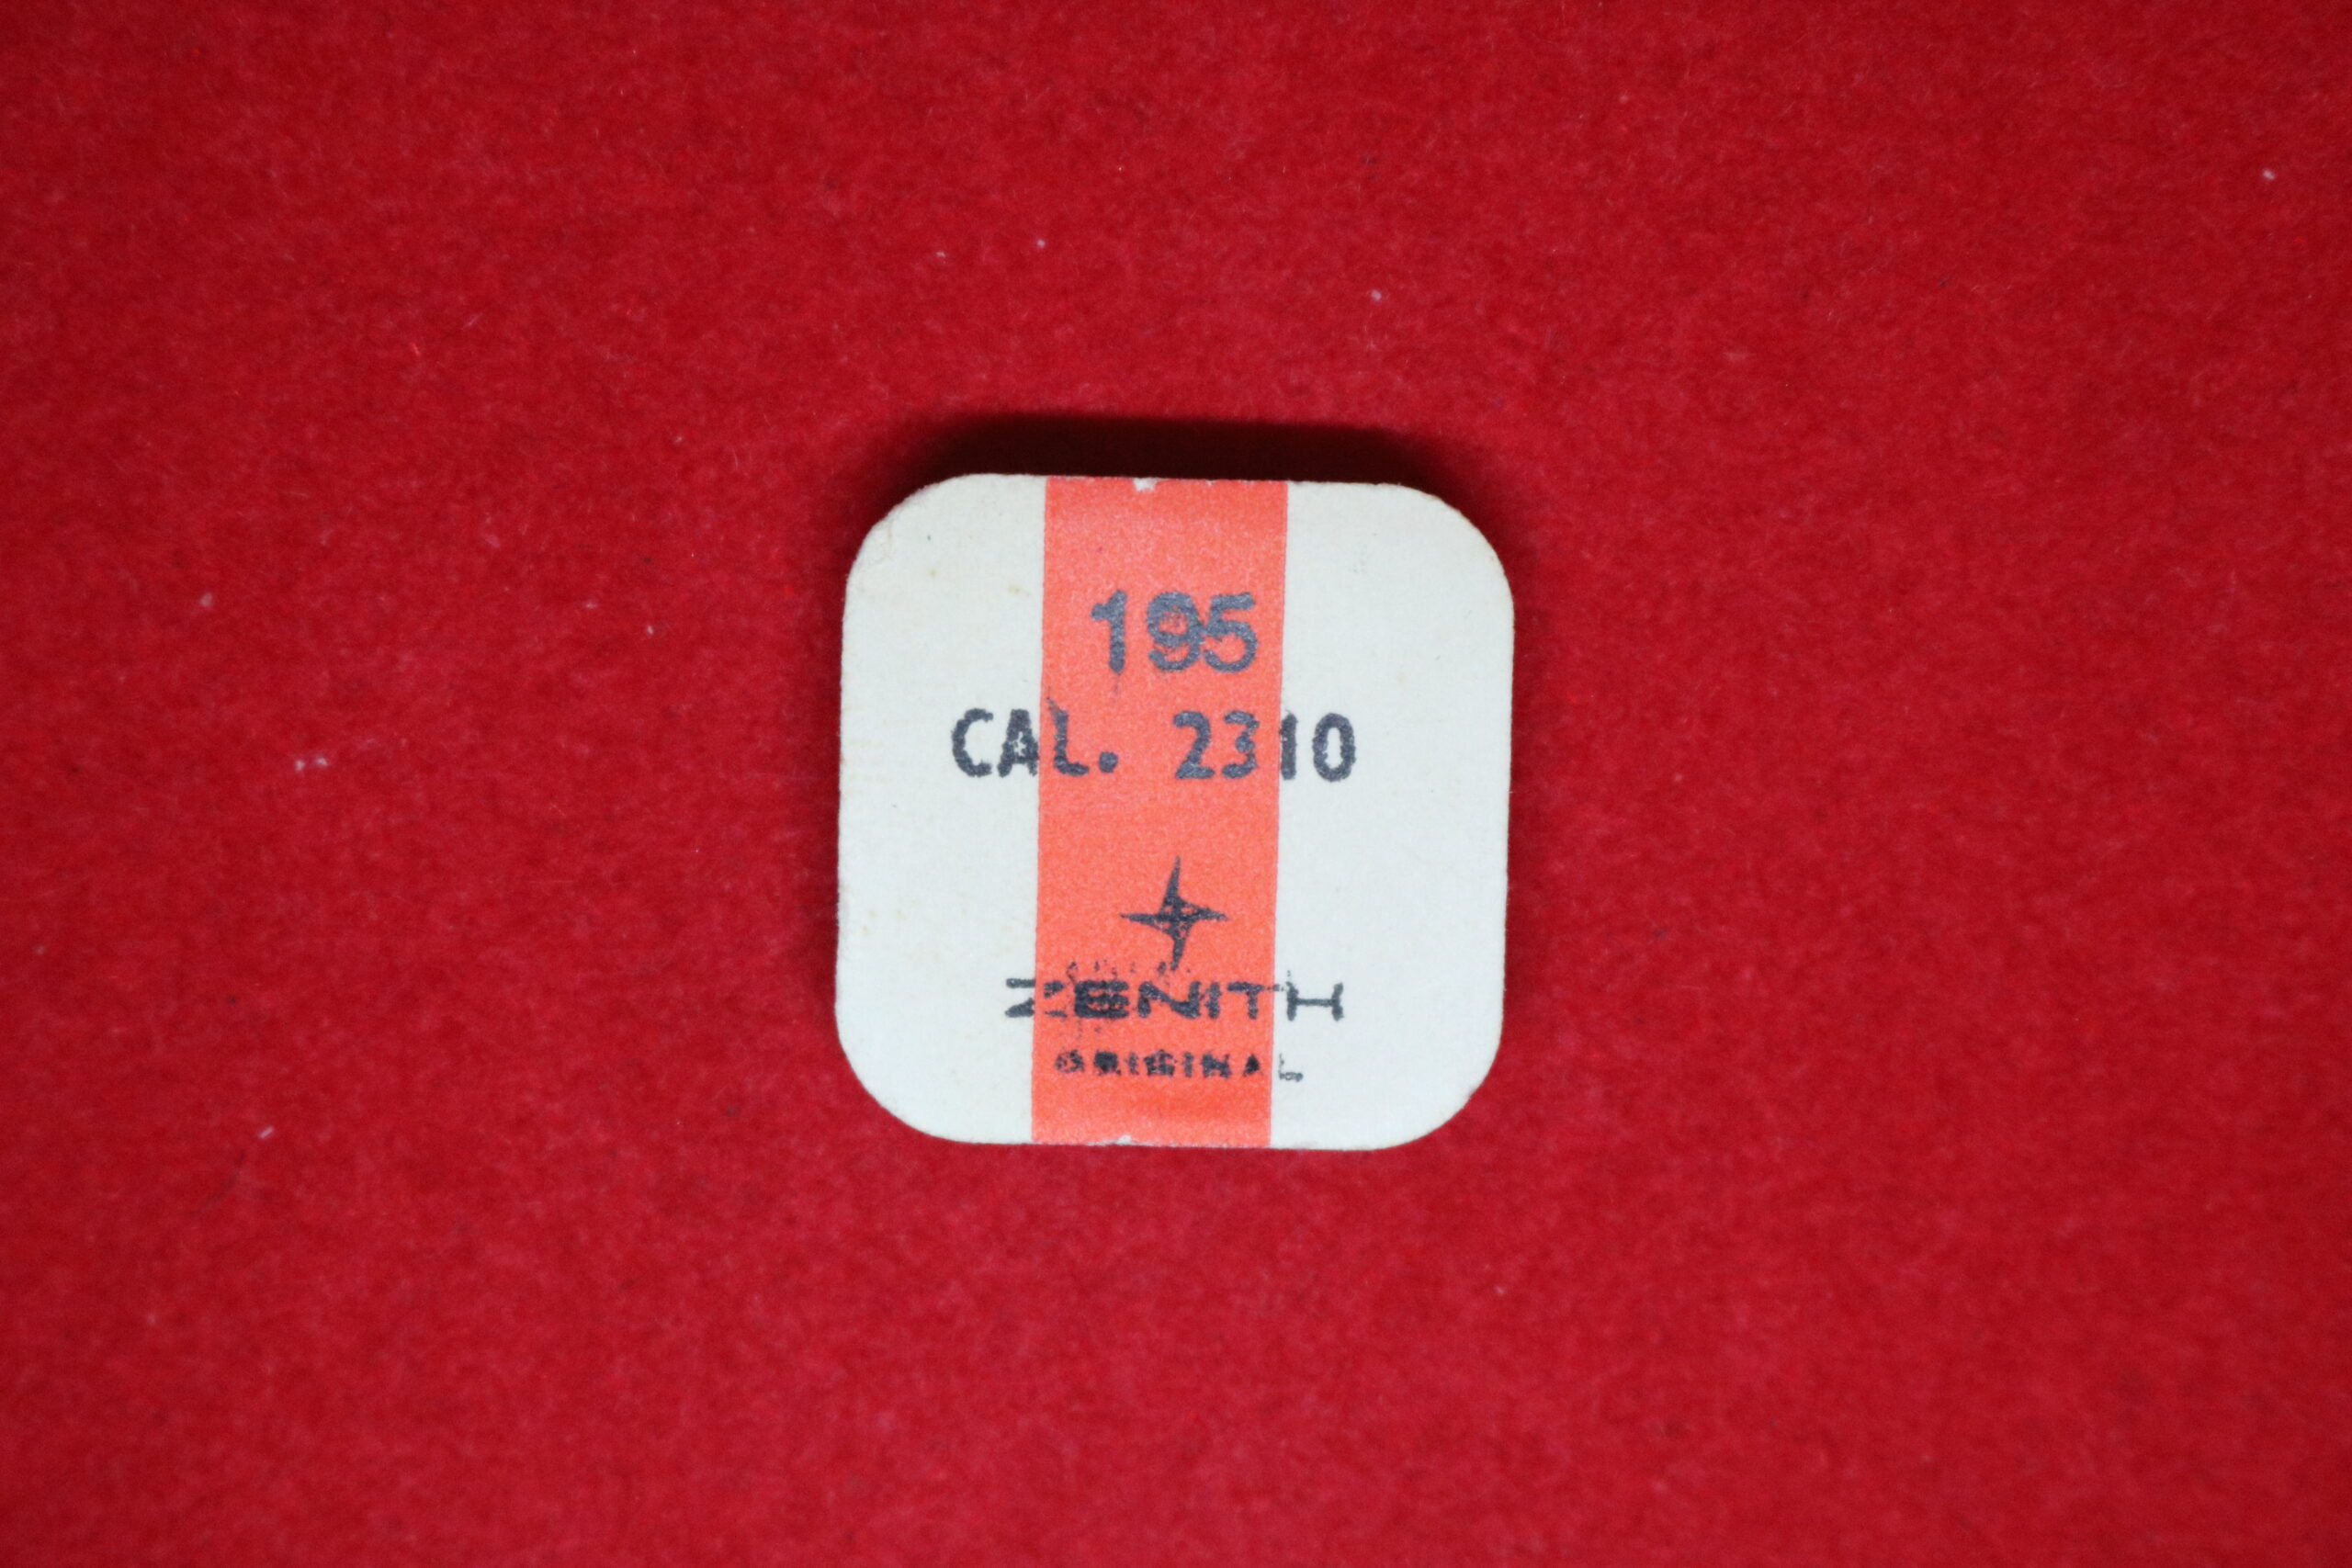 195
CAL. 2310
ZENITH
ORIGINAL